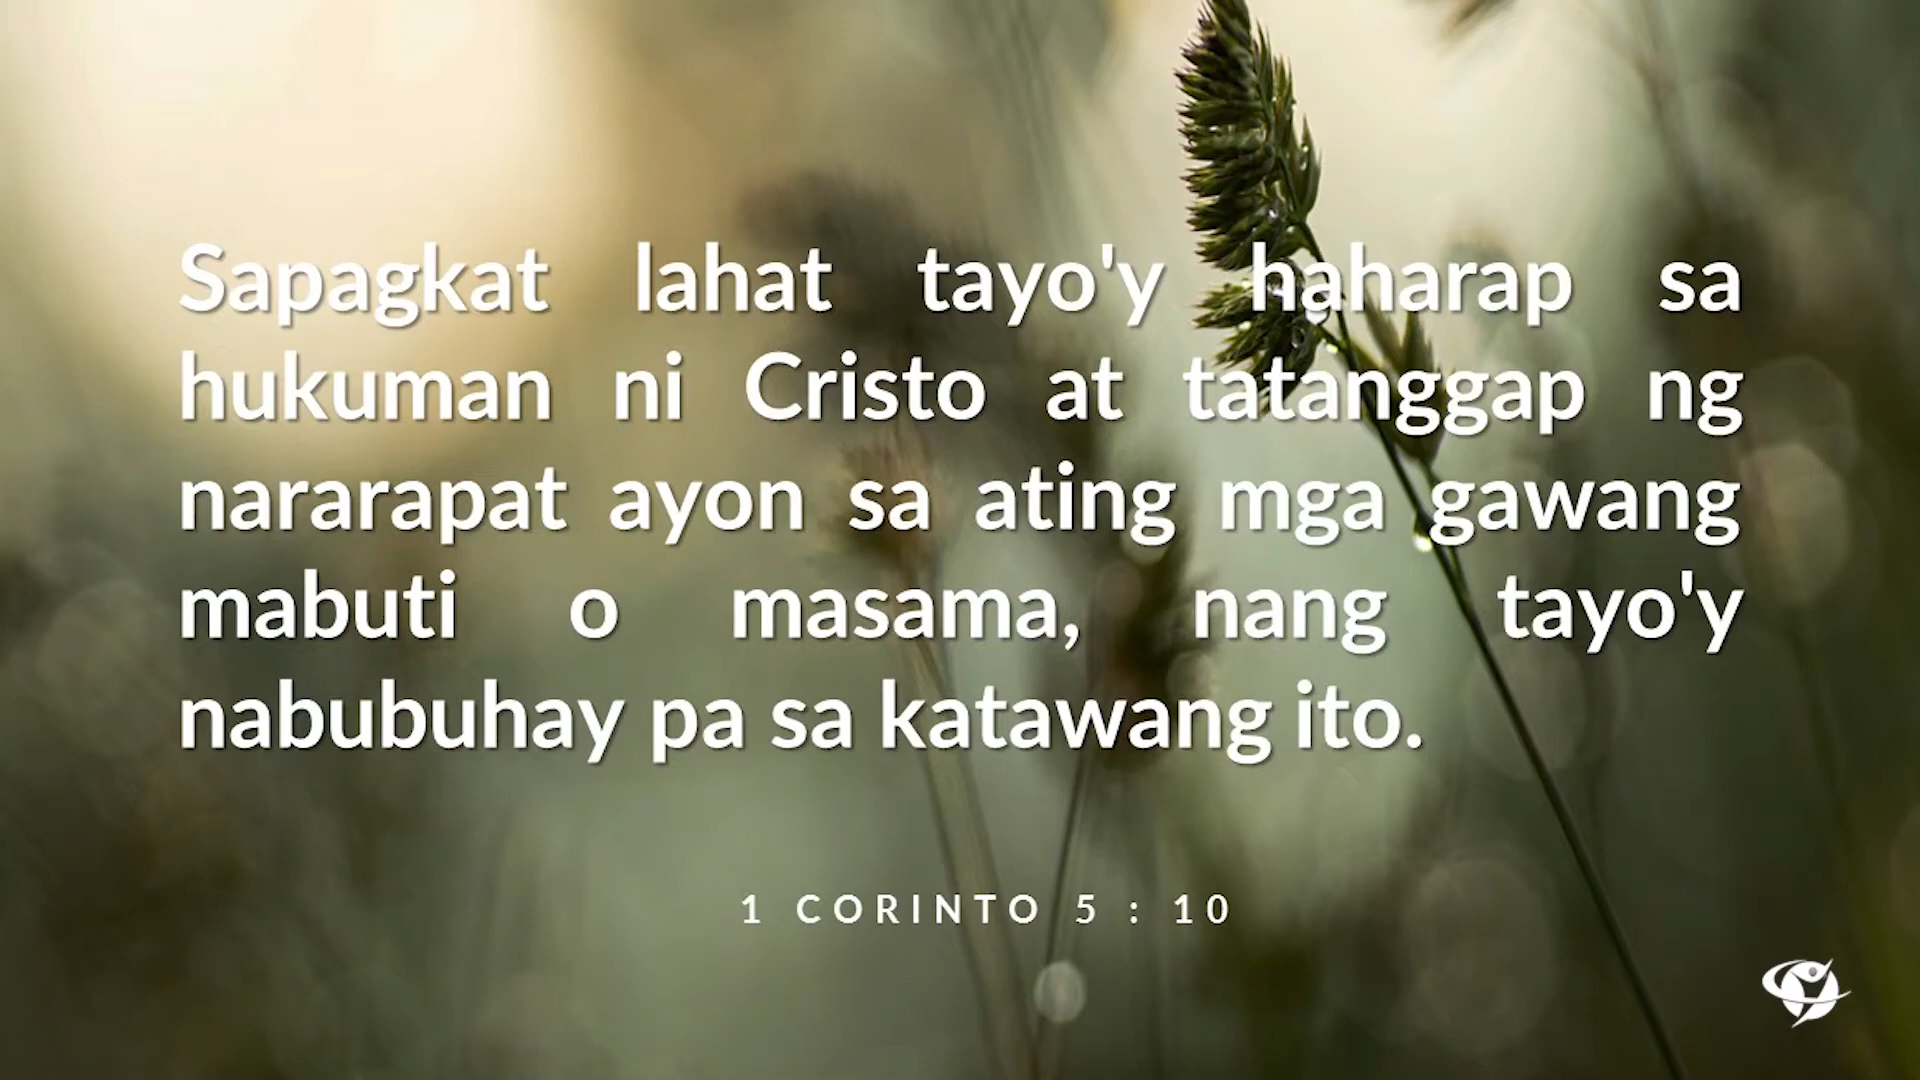 Sapagkat lahat tayo'y haharap sa
hukuman ni Cristo at tatanggap ng
nararapat ayon sa ating mga gawang
mabuti o masama, nang tayo'y
nabubuhay pa sa katawang ito.
1 CORINTO 5 : 10